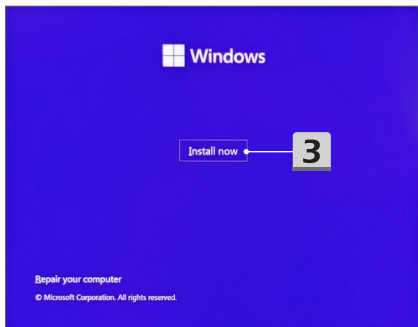 Windows
Install now
3
Repair your computer
© Microsoft Corporation. All rights reserved.